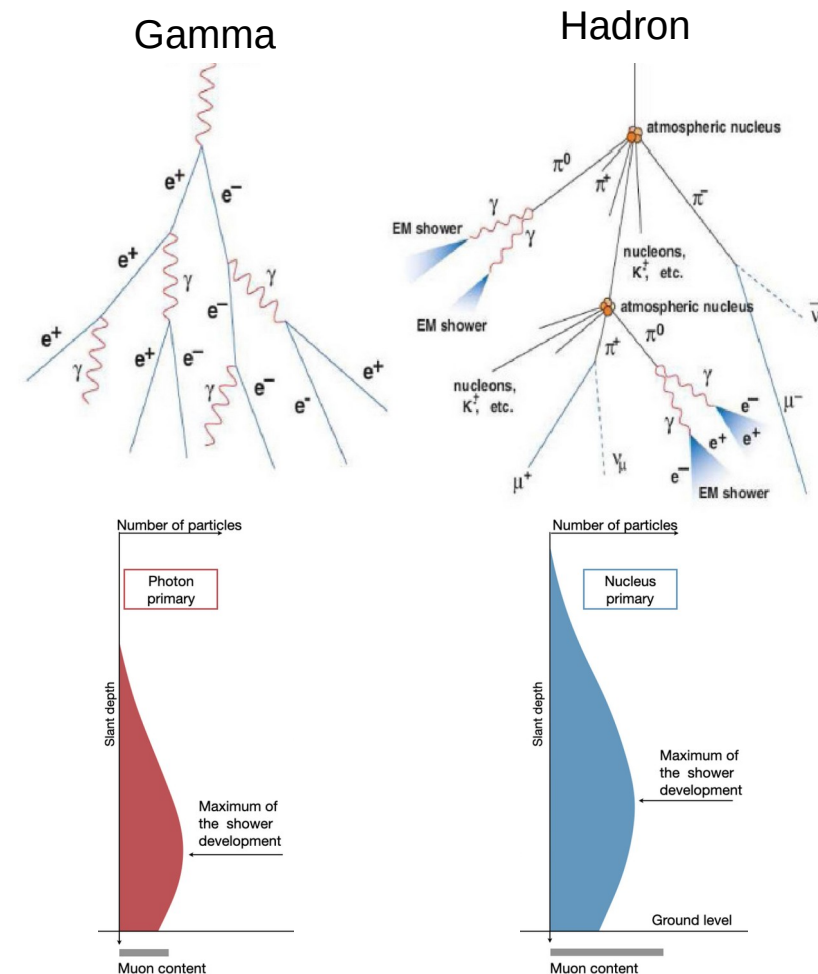 Gamma
e⁺
e⁻
e⁺
γ
γ
e⁻
e⁺
γ
e⁺
e⁻
γ
e⁻
e⁻
e⁺
Hadron
atmospheric nucleus
π⁰
π⁺
π⁻
γ
γ
EM shower
EM shower
nucleons,
K±, etc.
atmospheric nucleus
π⁺
π⁰
ν̄
nucleons,
K±, etc.
γ
γ
e⁻
e⁺
e⁻
e⁺
μ⁻
μ⁺
νμ
EM shower
Number of particles
Photon
primary
Slant depth
Maximum of
the shower
development
Muon content
Number of particles
Nucleus
primary
Slant depth
Maximum of
the shower
development
Ground level
Muon content